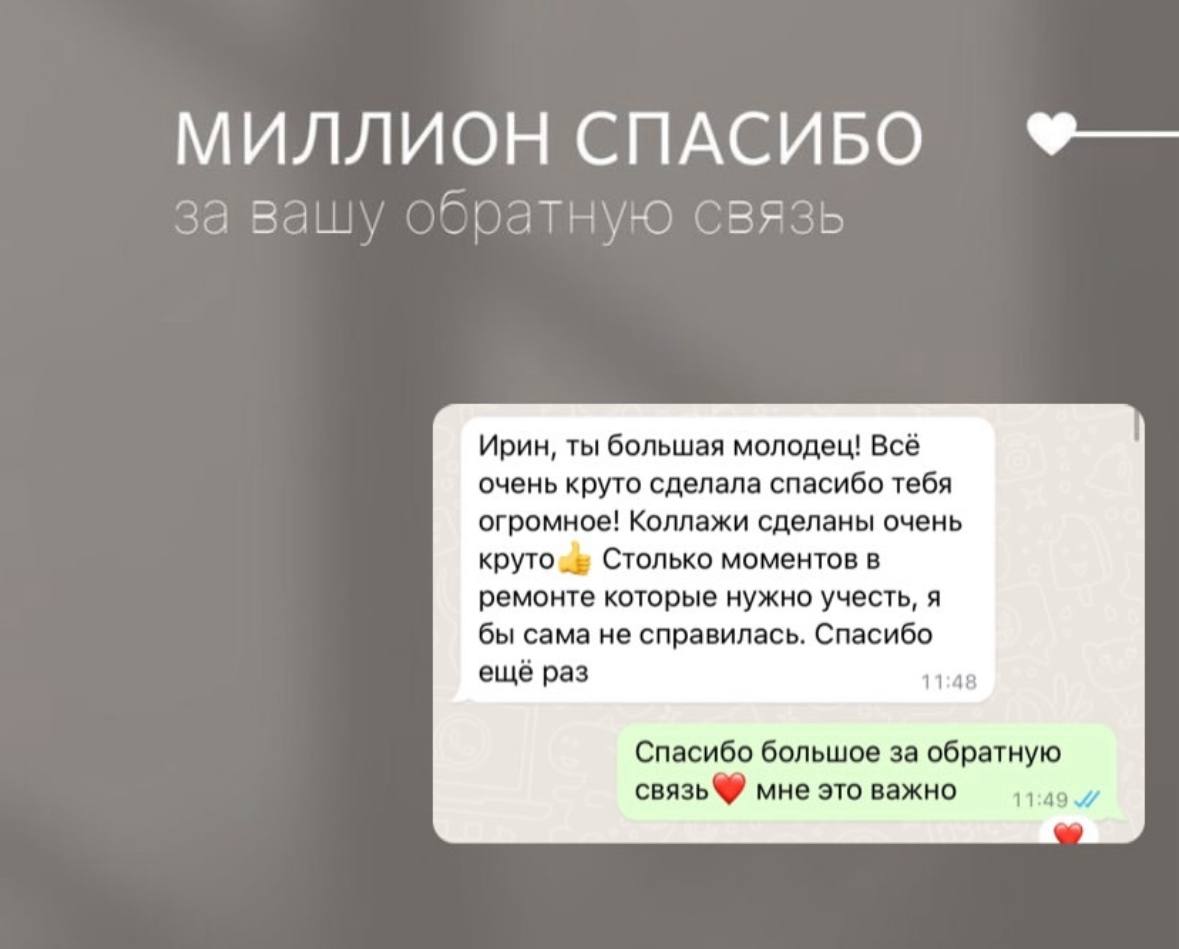 МИЛЛИОН СПАСИБО
за вашу обратную связь
Ирин, ты большая молодец! Всё
очень круто сделала спасибо тебя
огромное! Коллажи сделаны очень
круто👍 Столько моментов в
ремонте которые нужно учесть, я
бы сама не справилась. Спасибо
ещё раз
11:48
Спасибо большое за обратную
связь❤️ мне это важно
11:49